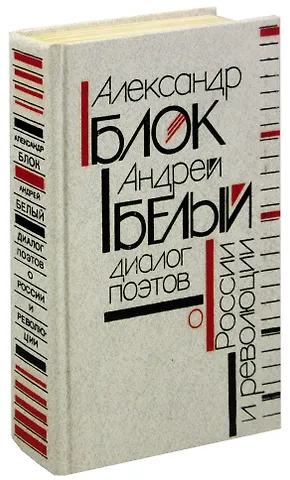 Александр
БЛОК
Андрей
БЕЛЫЙ
ДИАЛОГ
ПОЭТОВ
О
России
и революции
АЛЕКСАНДР
БЛОК
АНДРЕЙ
БЕЛЫЙ
ДИАЛОГ
ПОЭТОВ
О
РОССИИ
И РЕВОЛЮ-
ЦИИ